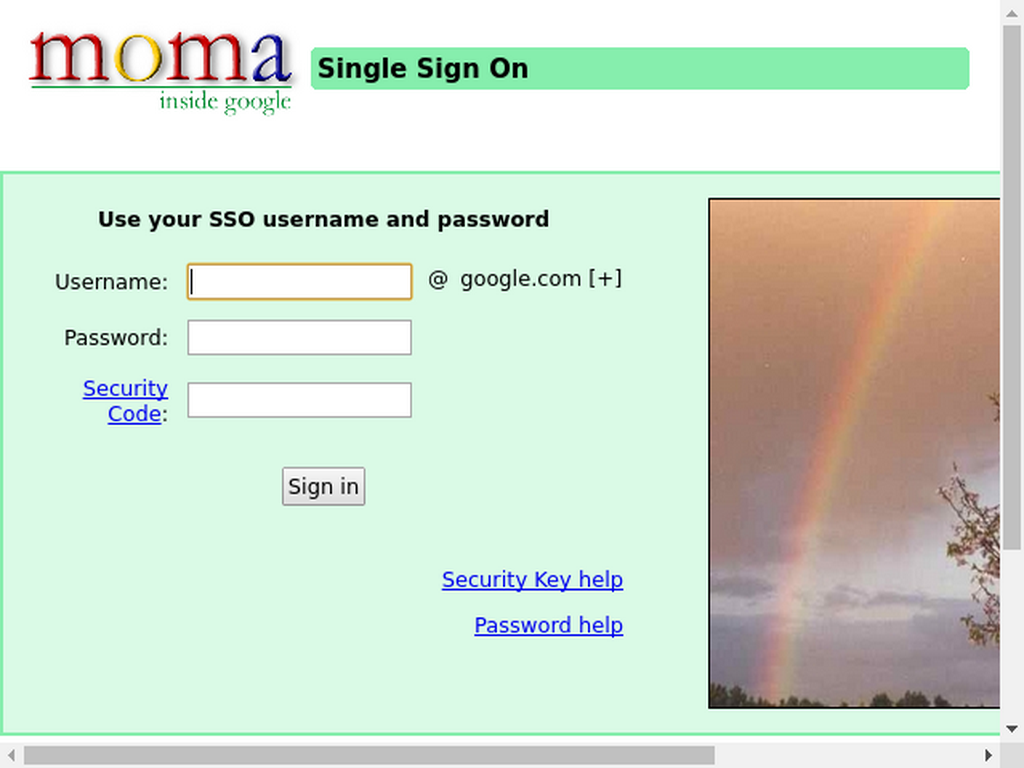 moma
inside google
Single Sign On
Use your SSO username and password
Username:
@ google.com [+]
Password:
Security
Code:
Sign in
Security Key help
Password help